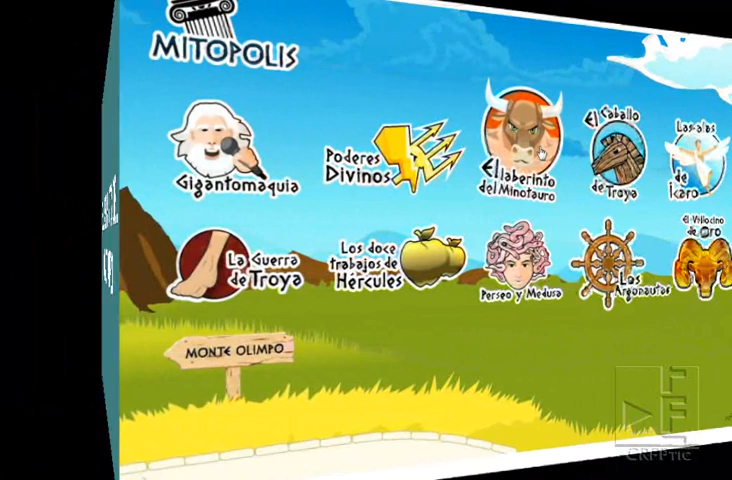 MITOPOLIS
Gigantomaquia
Poderes
Divinos
El laberinto
del Minotauro
El Caballo
de Troya
Las alas
de
Ícaro
La Guerra
de Troya
Los doce
trabajos de
Hércules
Perseo y Medusa
Los
Argonautas
El Vellocino
de oro
MONTE OLIMPO
CREPTIC